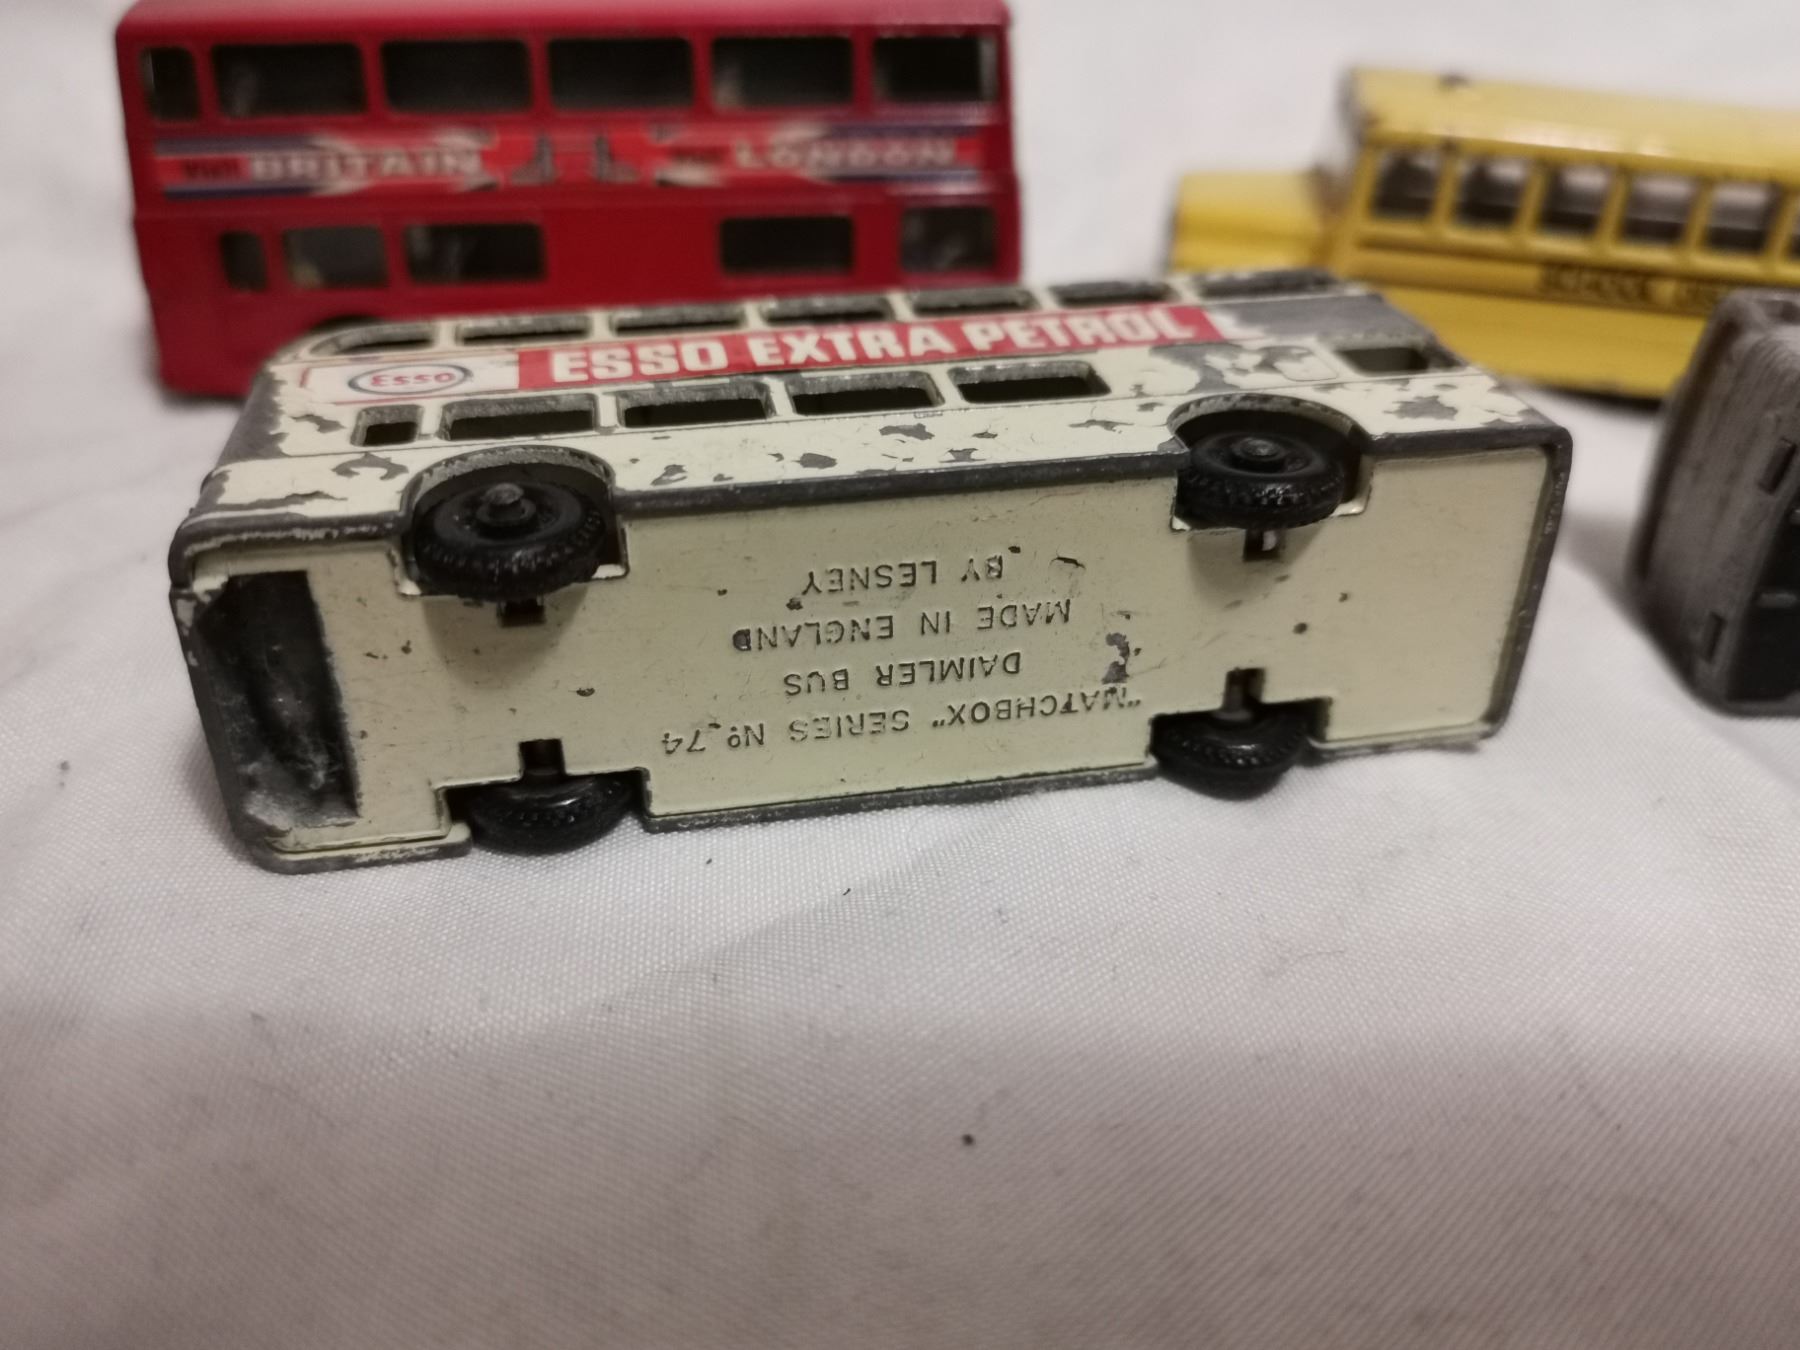 Visit BRITAIN LONDON
Esso ESSO EXTRA PETROL
"MATCHBOX" SERIES Nº 74
DAIMLER BUS
MADE IN ENGLAND
BY LESNEY